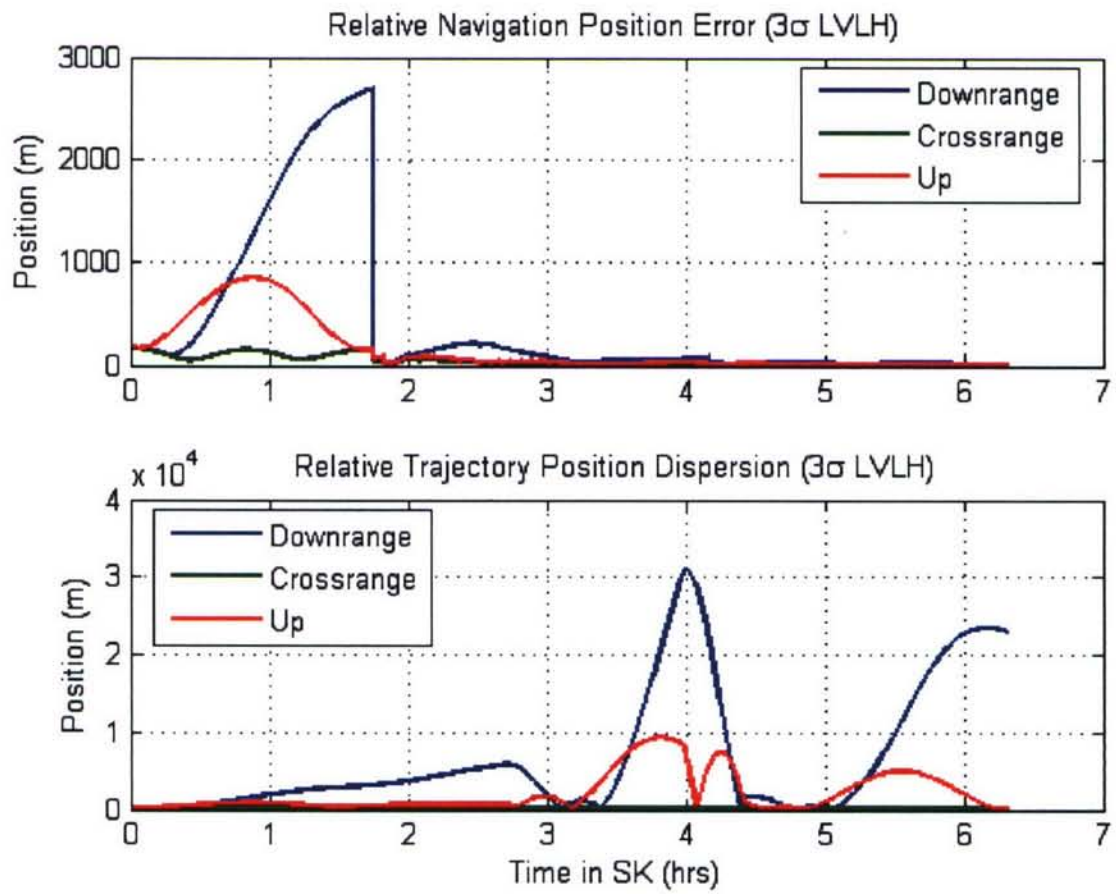 Relative Navigation Position Error (3σ LVLH)
3000
2000
1000
0
Position (m)
Downrange
Crossrange
Up
0 1 2 3 4 5 6 7
x 10^4
Relative Trajectory Position Dispersion (3σ LVLH)
4
3
2
1
0
Position (m)
Downrange
Crossrange
Up
0 1 2 3 4 5 6 7
Time in SK (hrs)